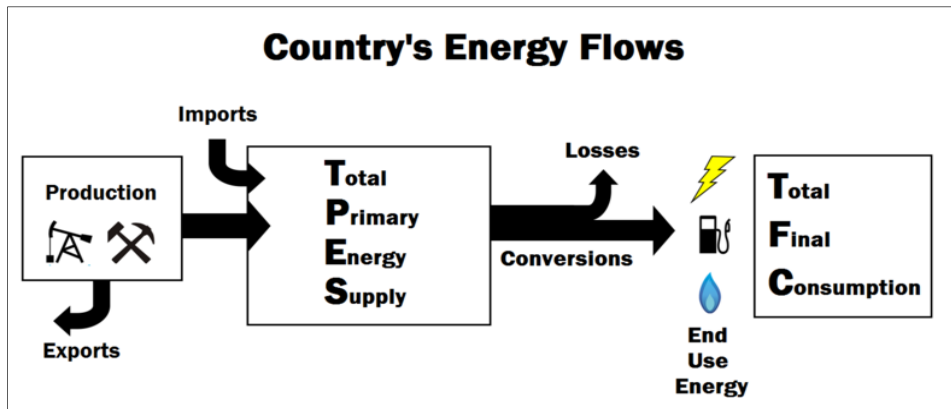 Country's Energy Flows
Imports
Production
Exports
Total
Primary
Energy
Supply
Losses
Conversions
End
Use
Energy
Total
Final
Consumption